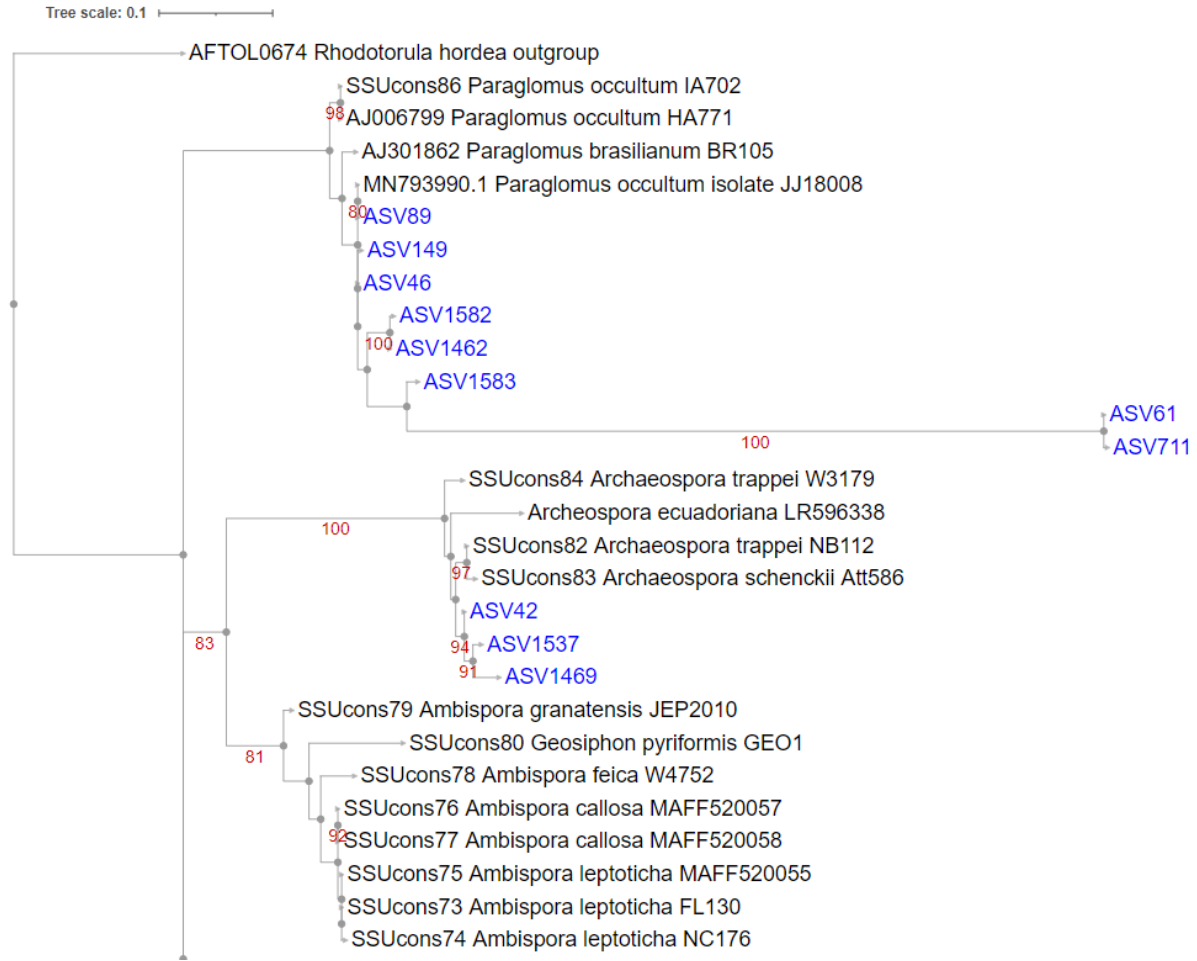 Tree scale: 0.1
AFTOL0674 Rhodotorula hordea outgroup
SSUcons86 Paraglomus occultum IA702
98
AJ006799 Paraglomus occultum HA771
AJ301862 Paraglomus brasilianum BR105
MN793990.1 Paraglomus occultum isolate JJ18008
80
ASV89
ASV149
ASV46
ASV1582
100
ASV1462
ASV1583
ASV61
100
ASV711
SSUcons84 Archaeospora trappei W3179
100
Archeospora ecuadoriana LR596338
SSUcons82 Archaeospora trappei NB112
97
SSUcons83 Archaeospora schenckii Att586
ASV42
94
ASV1537
91
ASV1469
83
SSUcons79 Ambispora granatensis JEP2010
81
SSUcons80 Geosiphon pyriformis GEO1
SSUcons78 Ambispora feica W4752
SSUcons76 Ambispora callosa MAFF520057
92
SSUcons77 Ambispora callosa MAFF520058
SSUcons75 Ambispora leptoticha MAFF520055
SSUcons73 Ambispora leptoticha FL130
SSUcons74 Ambispora leptoticha NC176